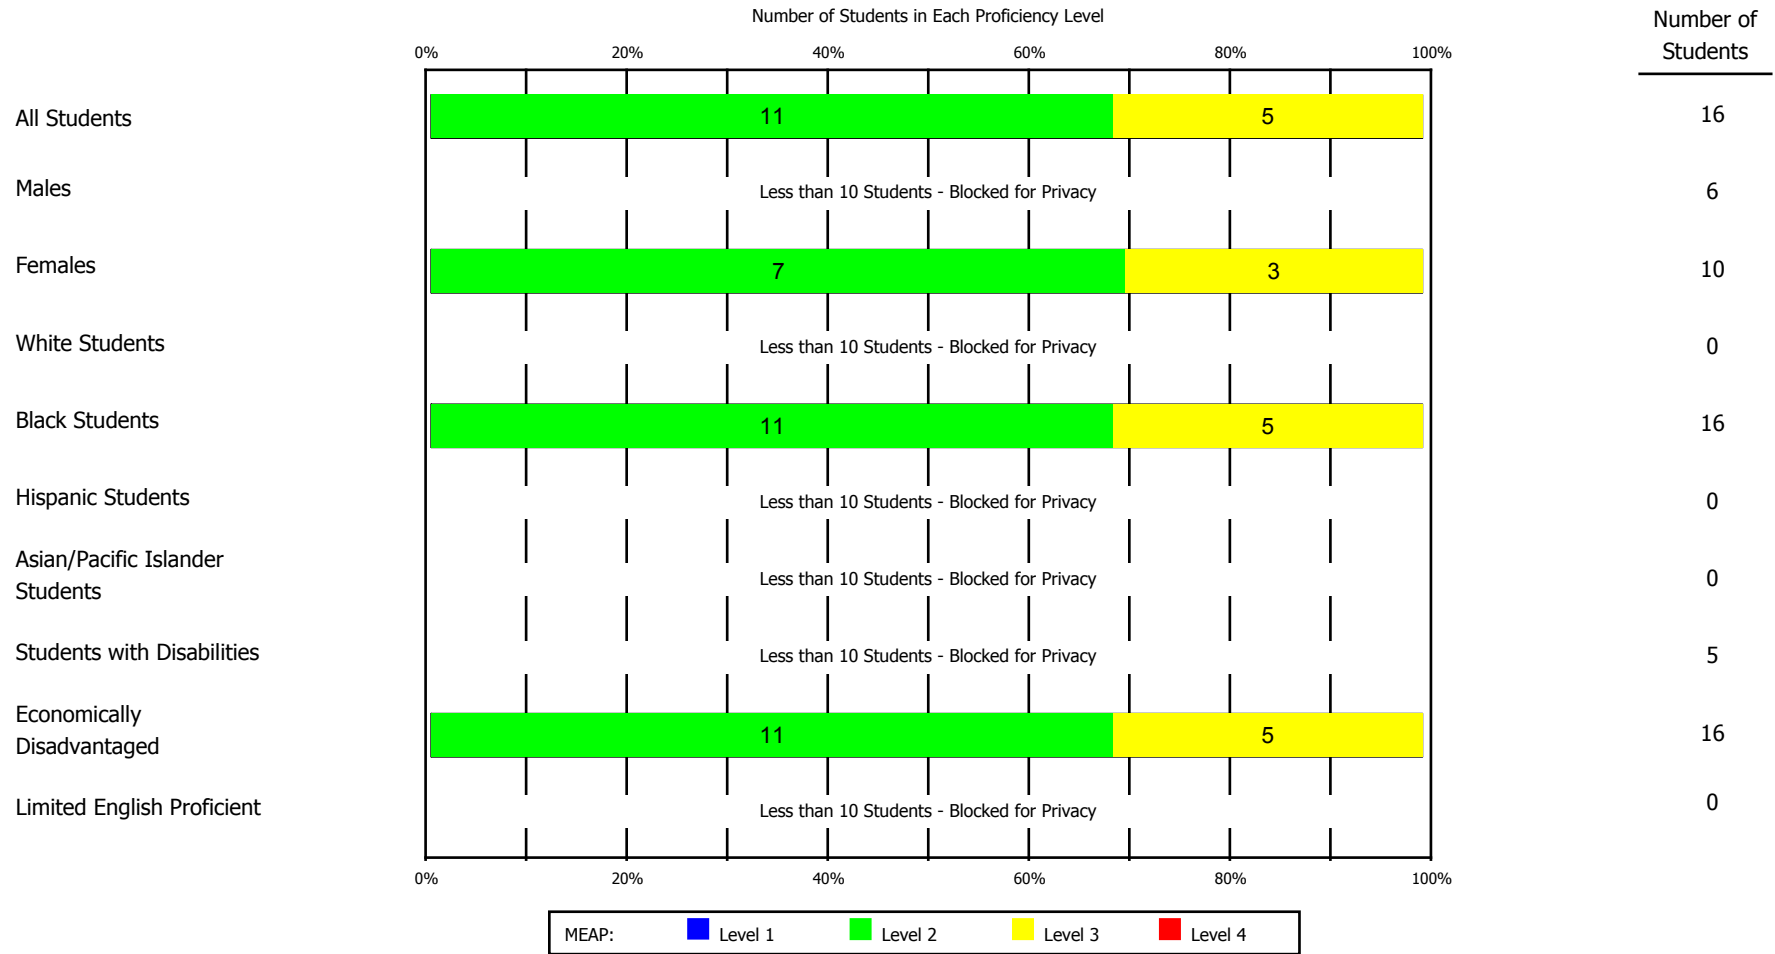 Number of Students in Each Proficiency Level
Number of
Students
0% 20% 40% 60% 80% 100%
All Students 11 5 16
Males Less than 10 Students - Blocked for Privacy 6
Females 7 3 10
White Students Less than 10 Students - Blocked for Privacy 0
Black Students 11 5 16
Hispanic Students Less than 10 Students - Blocked for Privacy 0
Asian/Pacific Islander
Students Less than 10 Students - Blocked for Privacy 0
Students with Disabilities Less than 10 Students - Blocked for Privacy 5
Economically
Disadvantaged 11 5 16
Limited English Proficient Less than 10 Students - Blocked for Privacy 0
0% 20% 40% 60% 80% 100%
MEAP: Level 1 Level 2 Level 3 Level 4